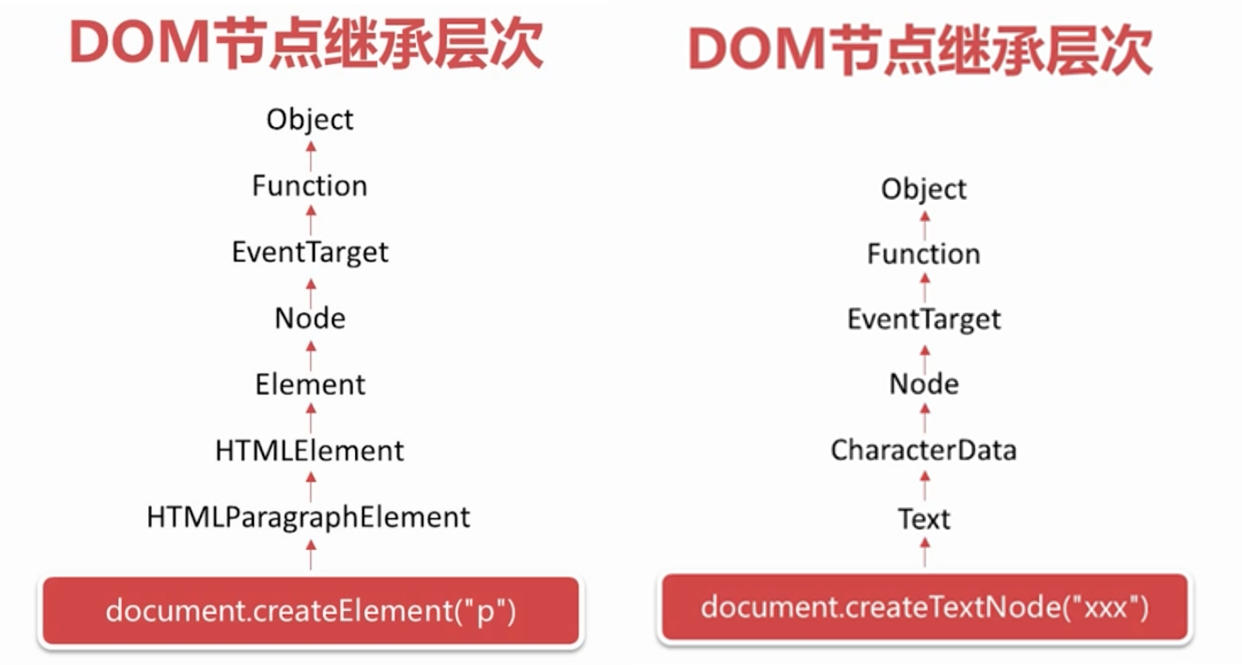 DOM节点继承层次
Object
Function
EventTarget
Node
Element
HTMLElement
HTMLParagraphElement
document.createElement("p")
DOM节点继承层次
Object
Function
EventTarget
Node
CharacterData
Text
document.createTextNode("xxx")